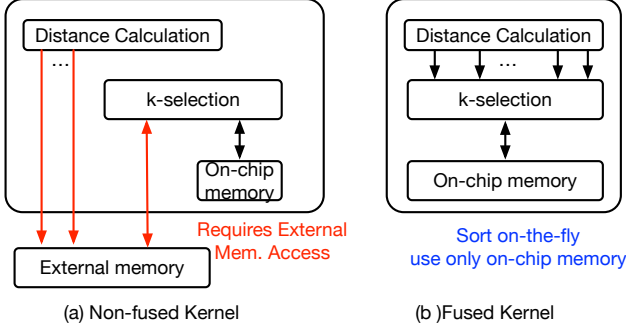 Distance Calculation
...
k-selection
On-chip
memory
Requires External
Mem. Access
External memory
(a) Non-fused Kernel
Distance Calculation
...
k-selection
On-chip memory
Sort on-the-fly
use only on-chip memory
(b )Fused Kernel